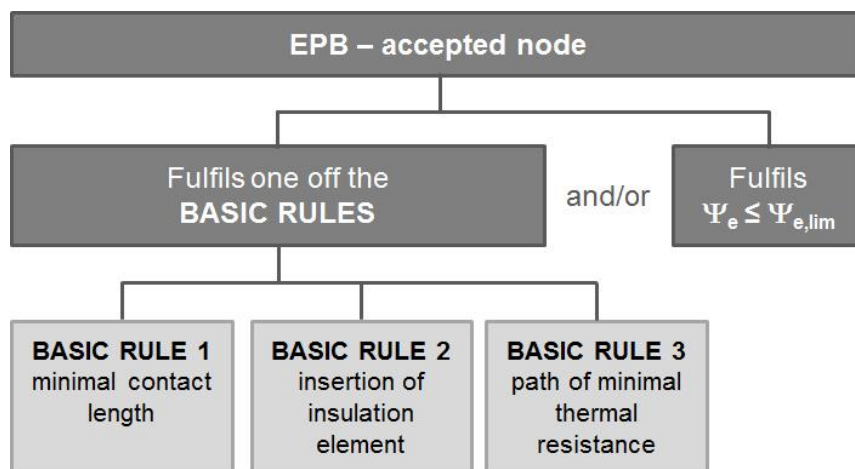 EPB – accepted node
Fulfils one off the
BASIC RULES
and/or
Fulfils
Ψe ≤ Ψe,lim
BASIC RULE 1
minimal contact
length
BASIC RULE 2
insertion of
insulation
element
BASIC RULE 3
path of minimal
thermal
resistance